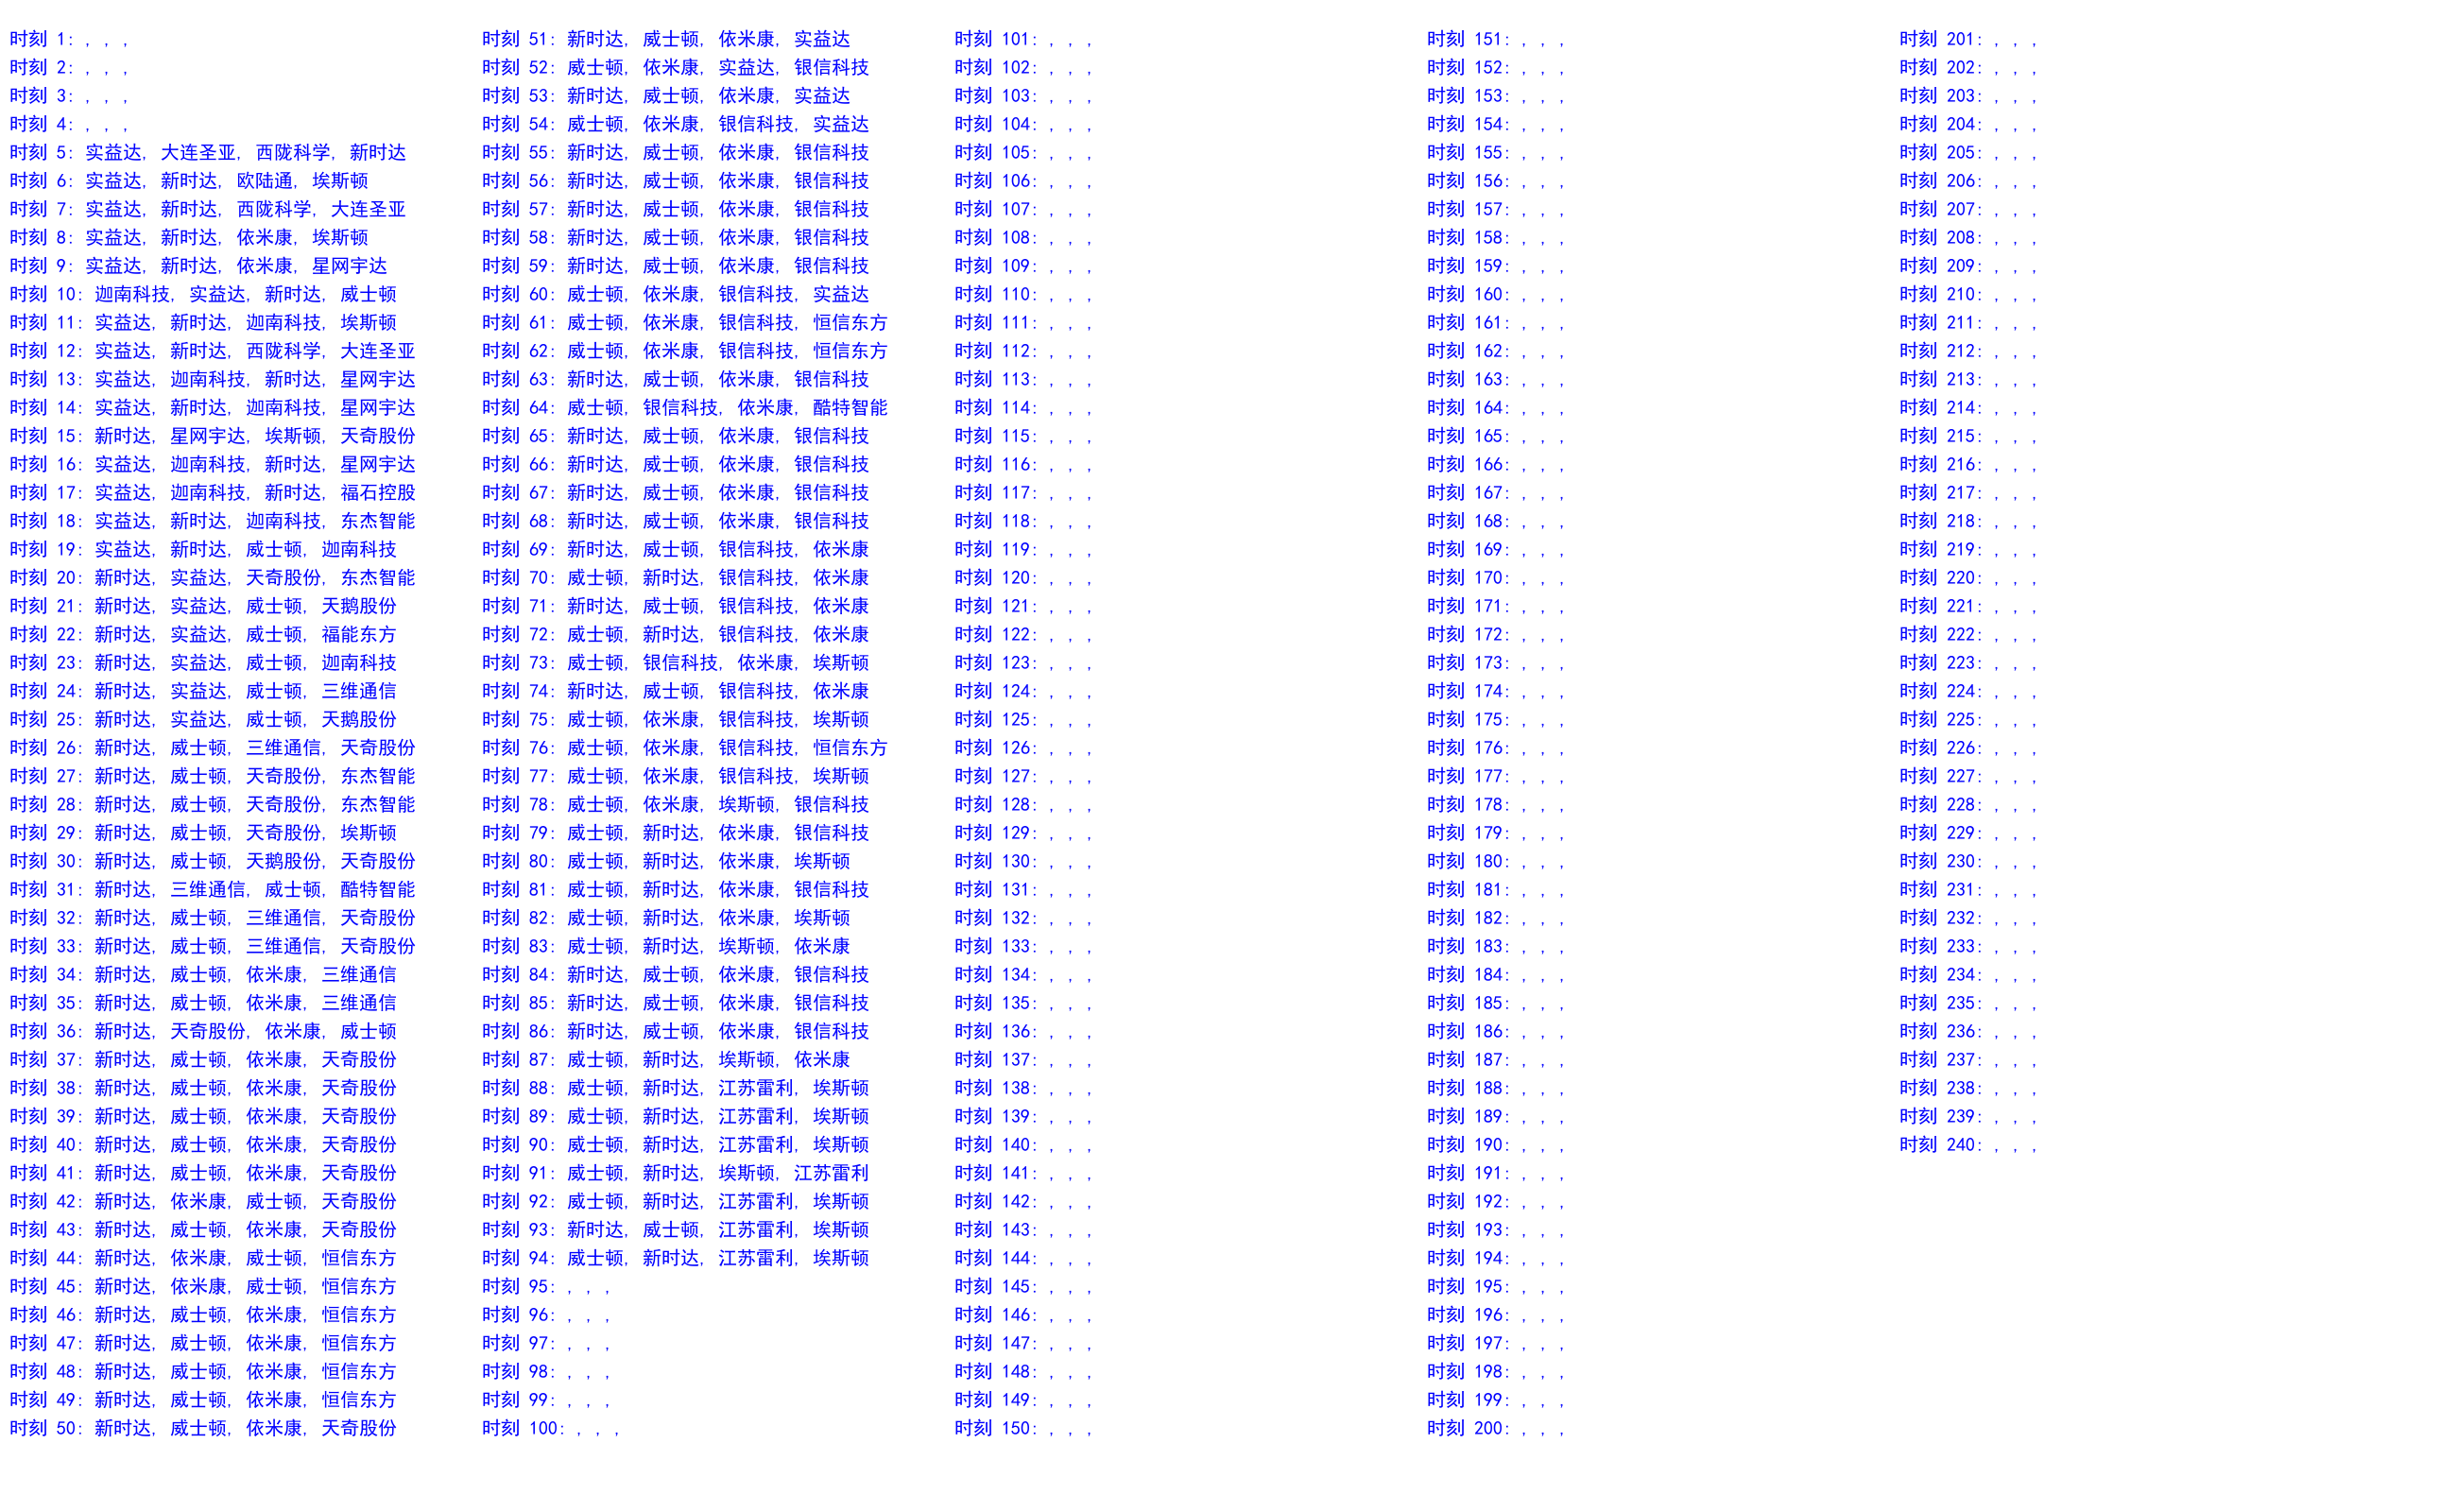 时刻 1: , , ,
时刻 2: , , ,
时刻 3: , , ,
时刻 4: , , ,
时刻 5: 实益达, 大连圣亚, 西陇科学, 新时达
时刻 6: 实益达, 新时达, 欧陆通, 埃斯顿
时刻 7: 实益达, 新时达, 西陇科学, 大连圣亚
时刻 8: 实益达, 新时达, 依米康, 埃斯顿
时刻 9: 实益达, 新时达, 依米康, 星网宇达
时刻 10: 迦南科技, 实益达, 新时达, 威士顿
时刻 11: 实益达, 新时达, 迦南科技, 埃斯顿
时刻 12: 实益达, 新时达, 西陇科学, 大连圣亚
时刻 13: 实益达, 迦南科技, 新时达, 星网宇达
时刻 14: 实益达, 新时达, 迦南科技, 星网宇达
时刻 15: 新时达, 星网宇达, 埃斯顿, 天奇股份
时刻 16: 实益达, 迦南科技, 新时达, 星网宇达
时刻 17: 实益达, 迦南科技, 新时达, 福石控股
时刻 18: 实益达, 新时达, 迦南科技, 东杰智能
时刻 19: 实益达, 新时达, 威士顿, 迦南科技
时刻 20: 新时达, 实益达, 天奇股份, 东杰智能
时刻 21: 新时达, 实益达, 威士顿, 天鹅股份
时刻 22: 新时达, 实益达, 威士顿, 福能东方
时刻 23: 新时达, 实益达, 威士顿, 迦南科技
时刻 24: 新时达, 实益达, 威士顿, 三维通信
时刻 25: 新时达, 实益达, 威士顿, 天鹅股份
时刻 26: 新时达, 威士顿, 三维通信, 天奇股份
时刻 27: 新时达, 威士顿, 天奇股份, 东杰智能
时刻 28: 新时达, 威士顿, 天奇股份, 东杰智能
时刻 29: 新时达, 威士顿, 天奇股份, 埃斯顿
时刻 30: 新时达, 威士顿, 天鹅股份, 天奇股份
时刻 31: 新时达, 三维通信, 威士顿, 酷特智能
时刻 32: 新时达, 威士顿, 三维通信, 天奇股份
时刻 33: 新时达, 威士顿, 三维通信, 天奇股份
时刻 34: 新时达, 威士顿, 依米康, 三维通信
时刻 35: 新时达, 威士顿, 依米康, 三维通信
时刻 36: 新时达, 天奇股份, 依米康, 威士顿
时刻 37: 新时达, 威士顿, 依米康, 天奇股份
时刻 38: 新时达, 威士顿, 依米康, 天奇股份
时刻 39: 新时达, 威士顿, 依米康, 天奇股份
时刻 40: 新时达, 威士顿, 依米康, 天奇股份
时刻 41: 新时达, 威士顿, 依米康, 天奇股份
时刻 42: 新时达, 依米康, 威士顿, 天奇股份
时刻 43: 新时达, 威士顿, 依米康, 天奇股份
时刻 44: 新时达, 依米康, 威士顿, 恒信东方
时刻 45: 新时达, 依米康, 威士顿, 恒信东方
时刻 46: 新时达, 威士顿, 依米康, 恒信东方
时刻 47: 新时达, 威士顿, 依米康, 恒信东方
时刻 48: 新时达, 威士顿, 依米康, 恒信东方
时刻 49: 新时达, 威士顿, 依米康, 恒信东方
时刻 50: 新时达, 威士顿, 依米康, 天奇股份
时刻 51: 新时达, 威士顿, 依米康, 实益达
时刻 52: 威士顿, 依米康, 实益达, 银信科技
时刻 53: 新时达, 威士顿, 依米康, 实益达
时刻 54: 威士顿, 依米康, 银信科技, 实益达
时刻 55: 新时达, 威士顿, 依米康, 银信科技
时刻 56: 新时达, 威士顿, 依米康, 银信科技
时刻 57: 新时达, 威士顿, 依米康, 银信科技
时刻 58: 新时达, 威士顿, 依米康, 银信科技
时刻 59: 新时达, 威士顿, 依米康, 银信科技
时刻 60: 威士顿, 依米康, 银信科技, 实益达
时刻 61: 威士顿, 依米康, 银信科技, 恒信东方
时刻 62: 威士顿, 依米康, 银信科技, 恒信东方
时刻 63: 新时达, 威士顿, 依米康, 银信科技
时刻 64: 威士顿, 银信科技, 依米康, 酷特智能
时刻 65: 新时达, 威士顿, 依米康, 银信科技
时刻 66: 新时达, 威士顿, 依米康, 银信科技
时刻 67: 新时达, 威士顿, 依米康, 银信科技
时刻 68: 新时达, 威士顿, 依米康, 银信科技
时刻 69: 新时达, 威士顿, 银信科技, 依米康
时刻 70: 威士顿, 新时达, 银信科技, 依米康
时刻 71: 新时达, 威士顿, 银信科技, 依米康
时刻 72: 威士顿, 新时达, 银信科技, 依米康
时刻 73: 威士顿, 银信科技, 依米康, 埃斯顿
时刻 74: 新时达, 威士顿, 银信科技, 依米康
时刻 75: 威士顿, 依米康, 银信科技, 埃斯顿
时刻 76: 威士顿, 依米康, 银信科技, 恒信东方
时刻 77: 威士顿, 依米康, 银信科技, 埃斯顿
时刻 78: 威士顿, 依米康, 埃斯顿, 银信科技
时刻 79: 威士顿, 新时达, 依米康, 银信科技
时刻 80: 威士顿, 新时达, 依米康, 埃斯顿
时刻 81: 威士顿, 新时达, 依米康, 银信科技
时刻 82: 威士顿, 新时达, 依米康, 埃斯顿
时刻 83: 威士顿, 新时达, 埃斯顿, 依米康
时刻 84: 新时达, 威士顿, 依米康, 银信科技
时刻 85: 新时达, 威士顿, 依米康, 银信科技
时刻 86: 新时达, 威士顿, 依米康, 银信科技
时刻 87: 威士顿, 新时达, 埃斯顿, 依米康
时刻 88: 威士顿, 新时达, 江苏雷利, 埃斯顿
时刻 89: 威士顿, 新时达, 江苏雷利, 埃斯顿
时刻 90: 威士顿, 新时达, 江苏雷利, 埃斯顿
时刻 91: 威士顿, 新时达, 埃斯顿, 江苏雷利
时刻 92: 威士顿, 新时达, 江苏雷利, 埃斯顿
时刻 93: 新时达, 威士顿, 江苏雷利, 埃斯顿
时刻 94: 威士顿, 新时达, 江苏雷利, 埃斯顿
时刻 95: , , ,
时刻 96: , , ,
时刻 97: , , ,
时刻 98: , , ,
时刻 99: , , ,
时刻 100: , , ,
时刻 101: , , ,
时刻 102: , , ,
时刻 103: , , ,
时刻 104: , , ,
时刻 105: , , ,
时刻 106: , , ,
时刻 107: , , ,
时刻 108: , , ,
时刻 109: , , ,
时刻 110: , , ,
时刻 111: , , ,
时刻 112: , , ,
时刻 113: , , ,
时刻 114: , , ,
时刻 115: , , ,
时刻 116: , , ,
时刻 117: , , ,
时刻 118: , , ,
时刻 119: , , ,
时刻 120: , , ,
时刻 121: , , ,
时刻 122: , , ,
时刻 123: , , ,
时刻 124: , , ,
时刻 125: , , ,
时刻 126: , , ,
时刻 127: , , ,
时刻 128: , , ,
时刻 129: , , ,
时刻 130: , , ,
时刻 131: , , ,
时刻 132: , , ,
时刻 133: , , ,
时刻 134: , , ,
时刻 135: , , ,
时刻 136: , , ,
时刻 137: , , ,
时刻 138: , , ,
时刻 139: , , ,
时刻 140: , , ,
时刻 141: , , ,
时刻 142: , , ,
时刻 143: , , ,
时刻 144: , , ,
时刻 145: , , ,
时刻 146: , , ,
时刻 147: , , ,
时刻 148: , , ,
时刻 149: , , ,
时刻 150: , , ,
时刻 151: , , ,
时刻 152: , , ,
时刻 153: , , ,
时刻 154: , , ,
时刻 155: , , ,
时刻 156: , , ,
时刻 157: , , ,
时刻 158: , , ,
时刻 159: , , ,
时刻 160: , , ,
时刻 161: , , ,
时刻 162: , , ,
时刻 163: , , ,
时刻 164: , , ,
时刻 165: , , ,
时刻 166: , , ,
时刻 167: , , ,
时刻 168: , , ,
时刻 169: , , ,
时刻 170: , , ,
时刻 171: , , ,
时刻 172: , , ,
时刻 173: , , ,
时刻 174: , , ,
时刻 175: , , ,
时刻 176: , , ,
时刻 177: , , ,
时刻 178: , , ,
时刻 179: , , ,
时刻 180: , , ,
时刻 181: , , ,
时刻 182: , , ,
时刻 183: , , ,
时刻 184: , , ,
时刻 185: , , ,
时刻 186: , , ,
时刻 187: , , ,
时刻 188: , , ,
时刻 189: , , ,
时刻 190: , , ,
时刻 191: , , ,
时刻 192: , , ,
时刻 193: , , ,
时刻 194: , , ,
时刻 195: , , ,
时刻 196: , , ,
时刻 197: , , ,
时刻 198: , , ,
时刻 199: , , ,
时刻 200: , , ,
时刻 201: , , ,
时刻 202: , , ,
时刻 203: , , ,
时刻 204: , , ,
时刻 205: , , ,
时刻 206: , , ,
时刻 207: , , ,
时刻 208: , , ,
时刻 209: , , ,
时刻 210: , , ,
时刻 211: , , ,
时刻 212: , , ,
时刻 213: , , ,
时刻 214: , , ,
时刻 215: , , ,
时刻 216: , , ,
时刻 217: , , ,
时刻 218: , , ,
时刻 219: , , ,
时刻 220: , , ,
时刻 221: , , ,
时刻 222: , , ,
时刻 223: , , ,
时刻 224: , , ,
时刻 225: , , ,
时刻 226: , , ,
时刻 227: , , ,
时刻 228: , , ,
时刻 229: , , ,
时刻 230: , , ,
时刻 231: , , ,
时刻 232: , , ,
时刻 233: , , ,
时刻 234: , , ,
时刻 235: , , ,
时刻 236: , , ,
时刻 237: , , ,
时刻 238: , , ,
时刻 239: , , ,
时刻 240: , , ,